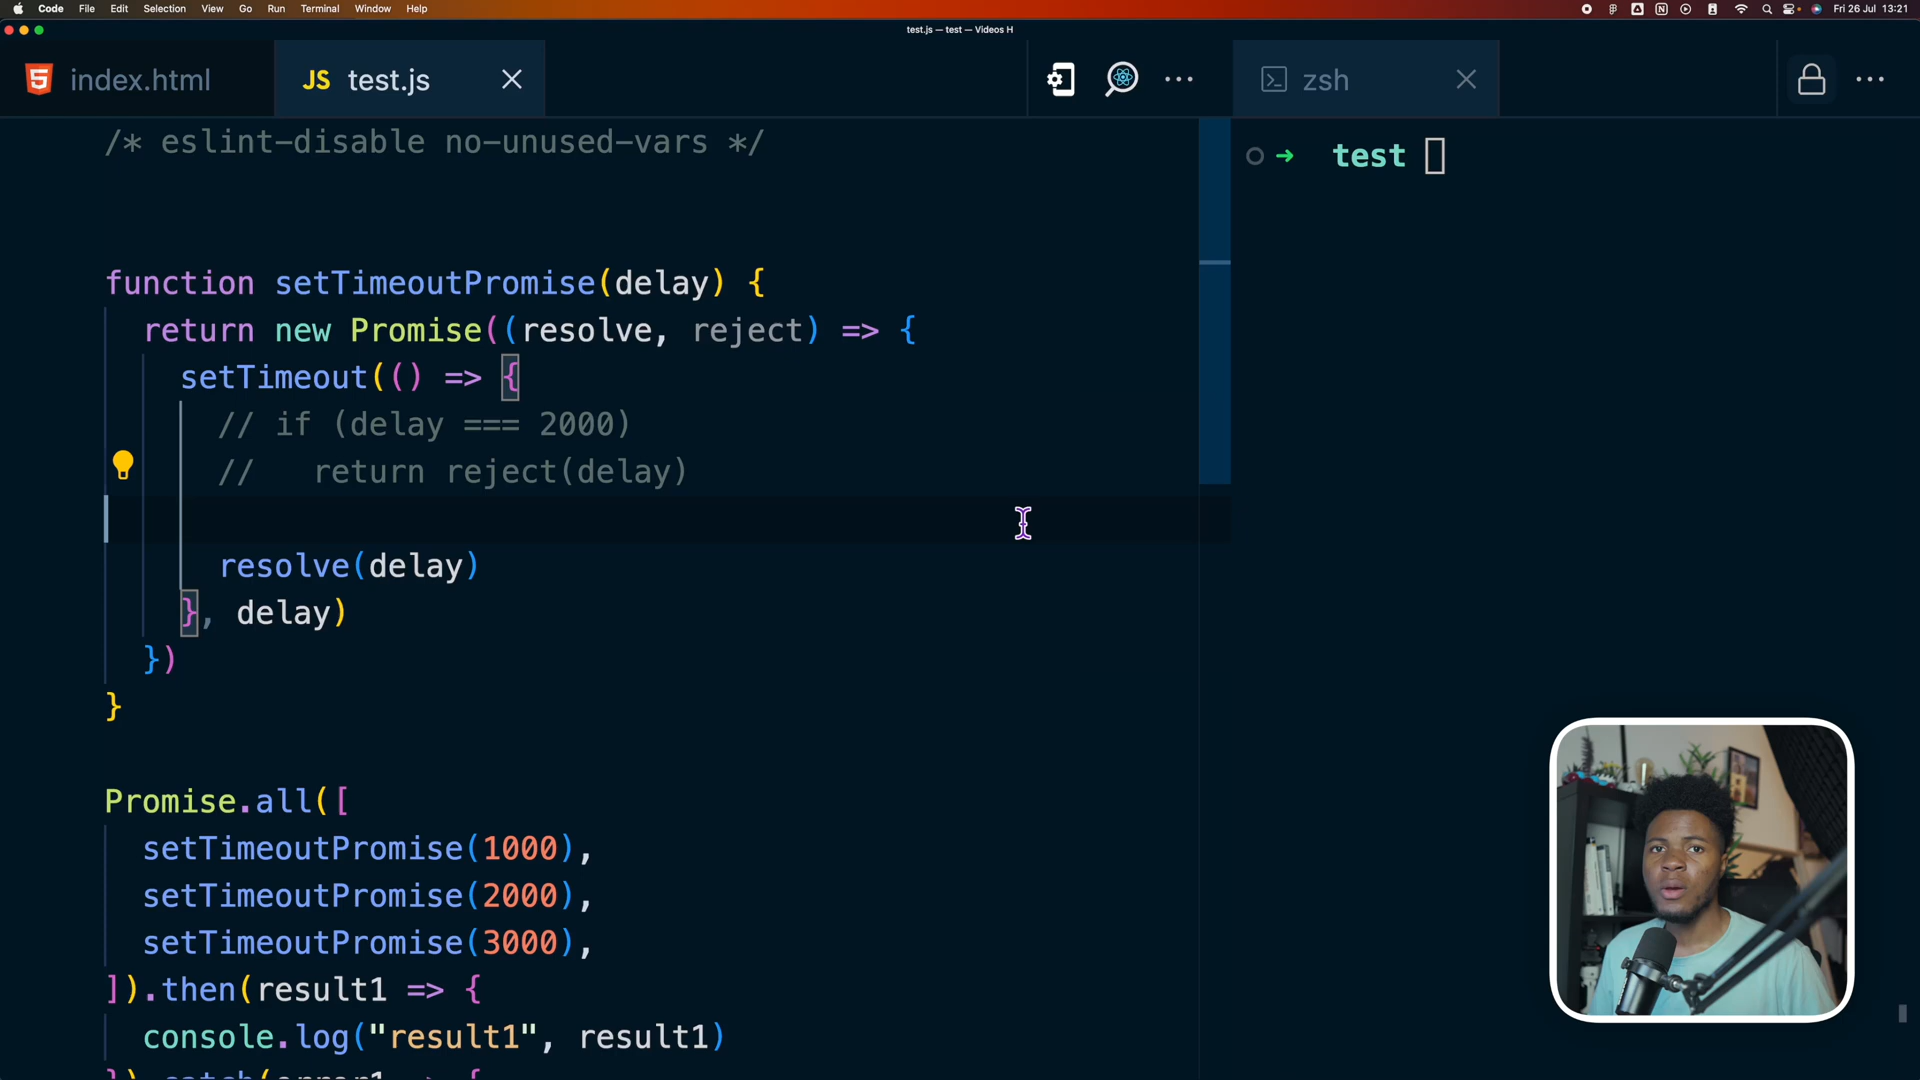 Code File Edit Selection View Go Run Terminal Window Help
Fri 26 Jul 13:21
test.js — test — Videos H
index.html
JS test.js
zsh
/* eslint-disable no-unused-vars */
function setTimeoutPromise(delay) {
return new Promise((resolve, reject) => {
setTimeout(() => {
// if (delay === 2000)
//   return reject(delay)
resolve(delay)
}, delay)
})
}
Promise.all([
setTimeoutPromise(1000),
setTimeoutPromise(2000),
setTimeoutPromise(3000),
]).then(result1 => {
console.log("result1", result1)
}).catch(error1 => {
➜ test